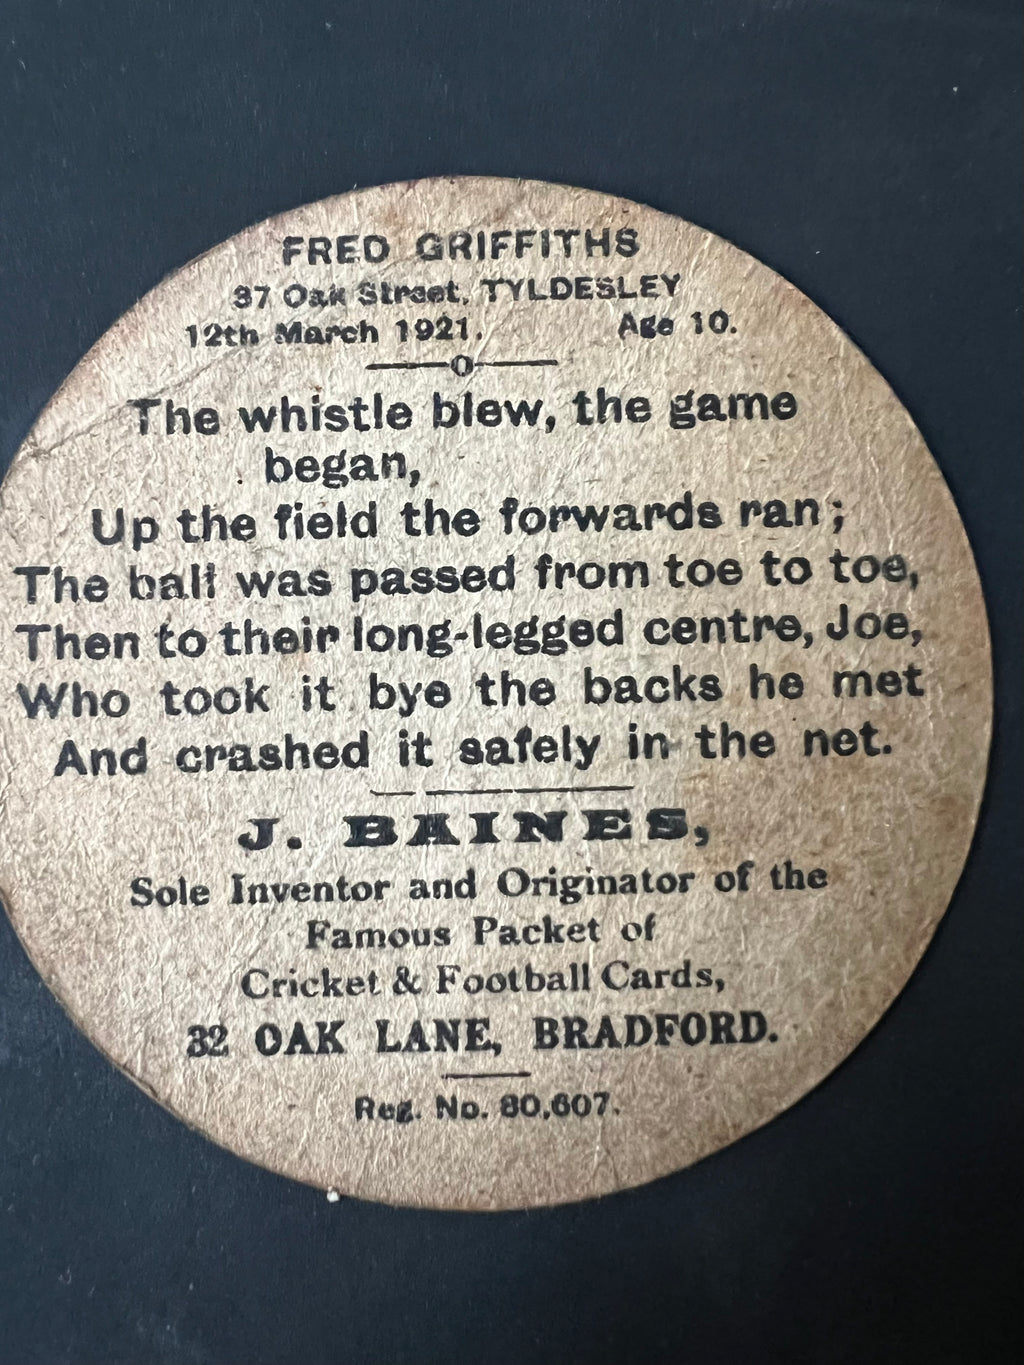 FRED GRIFFITHS
37 Oak Street, TYLDESLEY
12th March 1921. Age 10.
The whistle blew, the game
began,
Up the field the forwards ran;
The ball was passed from toe to toe,
Then to their long-legged centre, Joe,
Who took it bye the backs he met
And crashed it safely in the net.
J. BAINES,
Sole Inventor and Originator of the
Famous Packet of
Cricket & Football Cards,
32 OAK LANE, BRADFORD.
Reg. No. 80,607.